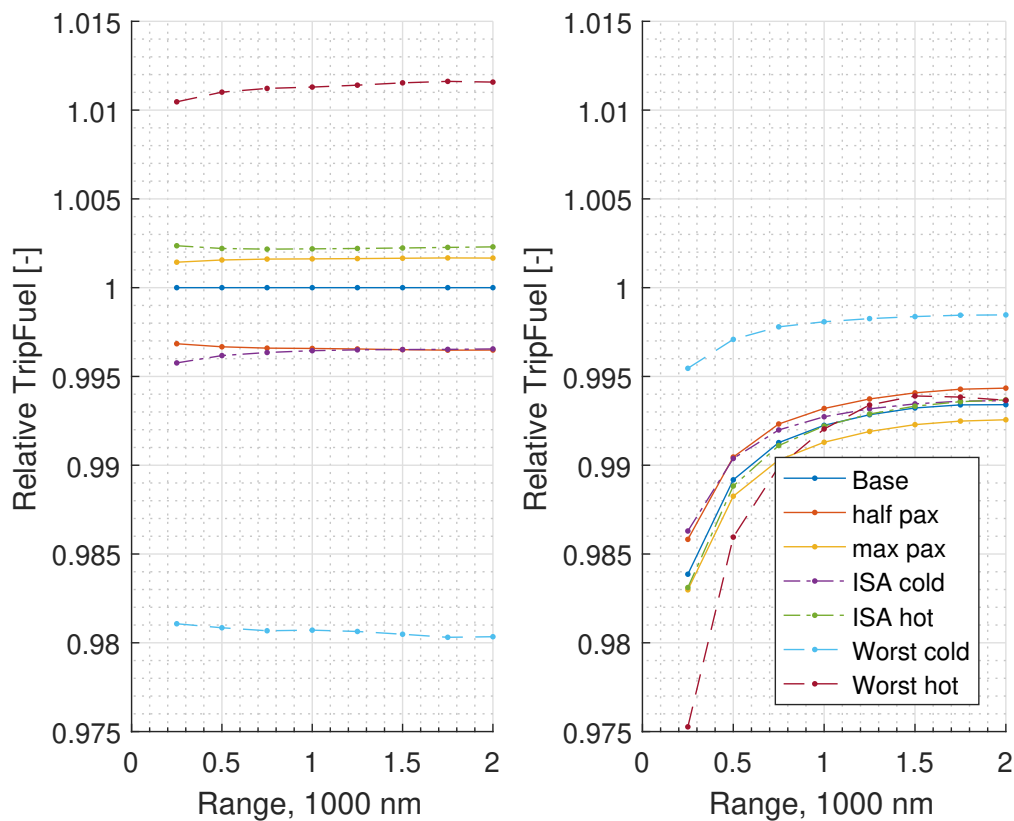 1.015
1.01
1.005
1
0.995
0.99
0.985
0.98
0.975
0
0.5
1
1.5
2
Range, 1000 nm
Relative TripFuel [-]
1.015
1.01
1.005
1
0.995
0.99
0.985
0.98
0.975
0
0.5
1
1.5
2
Range, 1000 nm
Relative TripFuel [-]
Base
half pax
max pax
ISA cold
ISA hot
Worst cold
Worst hot